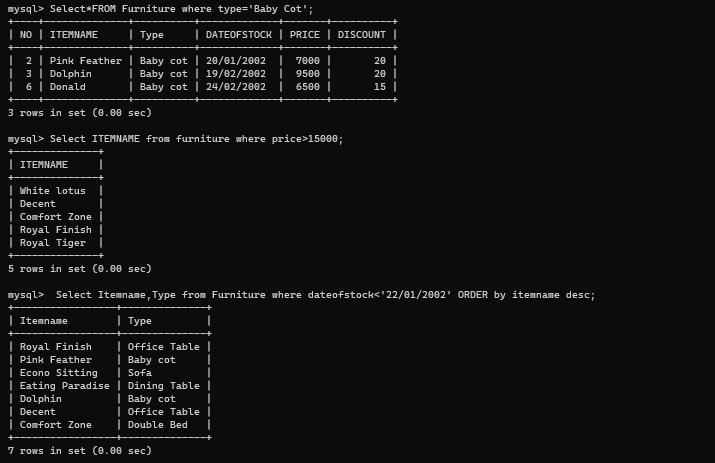 mysql> Select*FROM Furniture where type='Baby Cot';
+----+--------------+----------+-------------+-------+----------+
| NO | ITEMNAME     | Type     | DATEOFSTOCK | PRICE | DISCOUNT |
+----+--------------+----------+-------------+-------+----------+
|  2 | Pink Feather | Baby cot | 20/01/2002  |  7000 |       20 |
|  3 | Dolphin      | Baby cot | 19/02/2002  |  9500 |       20 |
|  6 | Donald       | Baby cot | 24/02/2002  |  6500 |       15 |
+----+--------------+----------+-------------+-------+----------+
3 rows in set (0.00 sec)

mysql> Select ITEMNAME from furniture where price>15000;
+--------------+
| ITEMNAME     |
+--------------+
| White lotus  |
| Decent       |
| Comfort Zone |
| Royal Finish |
| Royal Tiger  |
+--------------+
5 rows in set (0.00 sec)

mysql>  Select Itemname,Type from Furniture where dateofstock<'22/01/2002' ORDER by itemname desc;
+-----------------+--------------+
| Itemname        | Type         |
+-----------------+--------------+
| Royal Finish    | Office Table |
| Pink Feather    | Baby cot     |
| Econo Sitting   | Sofa         |
| Eating Paradise | Dining Table |
| Dolphin         | Baby cot     |
| Decent          | Office Table |
| Comfort Zone    | Double Bed   |
+-----------------+--------------+
7 rows in set (0.00 sec)